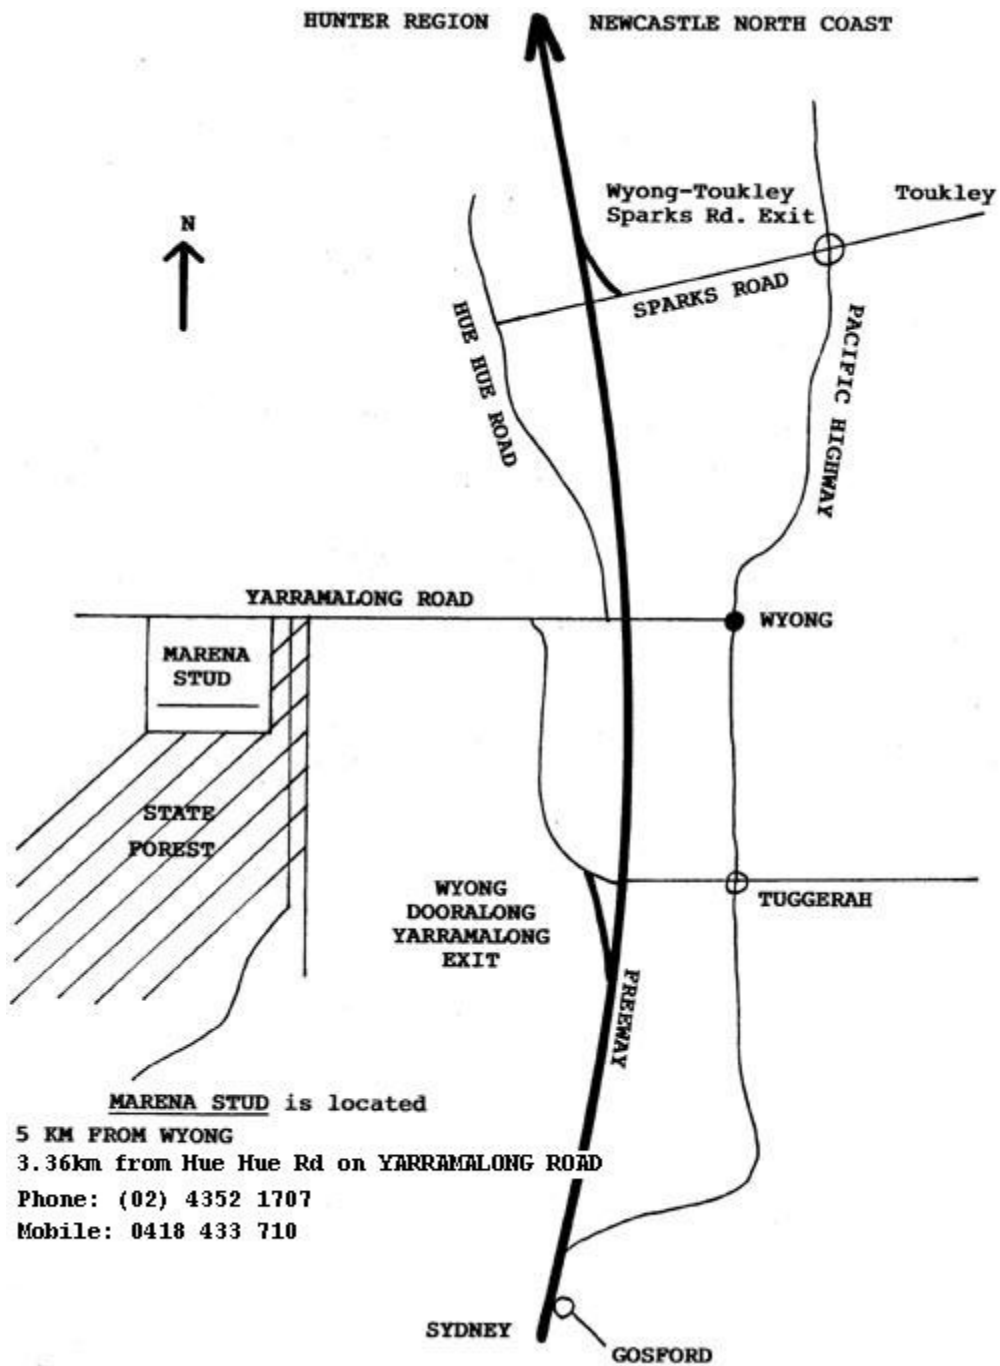 HUNTER REGION
NEWCASTLE NORTH COAST
Wyong-Toukley
Sparks Rd. Exit
Toukley
N
SPARKS ROAD
HUE HUE ROAD
PACIFIC HIGHWAY
YARRAMALONG ROAD
WYONG
MARENA
STUD
STATE
FOREST
WYONG
DOORALONG
YARRAMALONG
EXIT
TUGGERAH
FREEWAY
MARENA STUD is located
5 KM FROM WYONG
3.36km from Hue Hue Rd on YARRAMALONG ROAD
Phone: (02) 4352 1707
Mobile: 0418 433 710
SYDNEY
GOSFORD